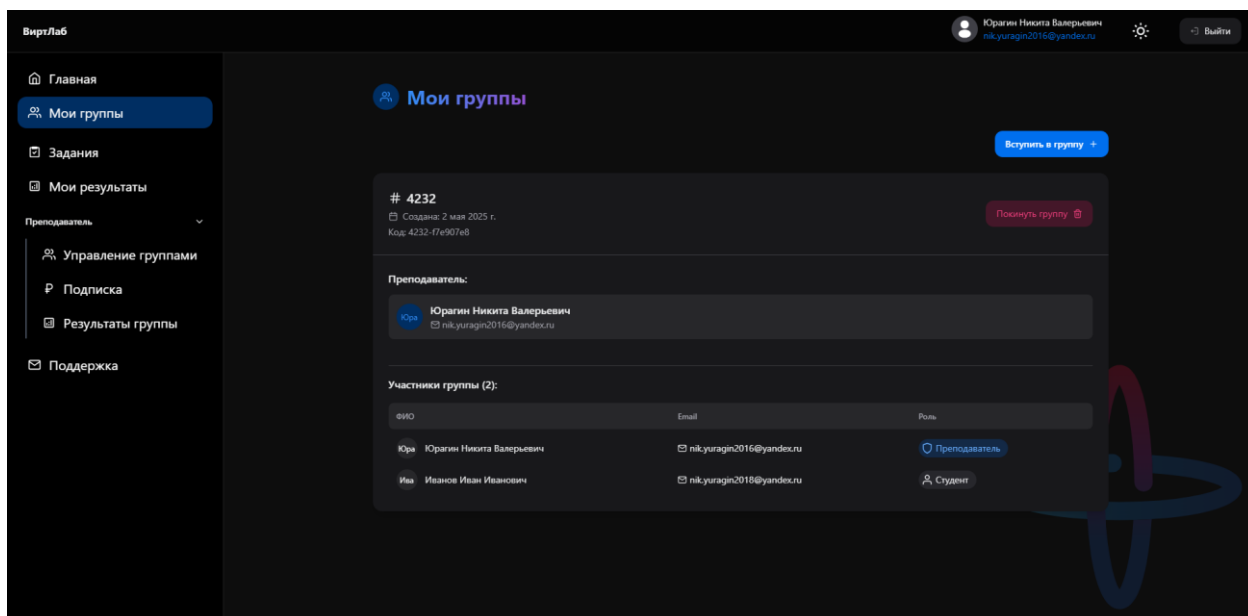 ВиртЛаб
Юрагин Никита Валерьевич
nik.yuragin2016@yandex.ru
Выйти
Главная
Мои группы
Задания
Мои результаты
Преподаватель
Управление группами
₽ Подписка
Результаты группы
Поддержка
Мои группы
Вступить в группу +
# 4232
Создана: 2 мая 2025 г.
Код: 4232-f7e907e8
Покинуть группу
Преподаватель:
Юра Юрагин Никита Валерьевич
nik.yuragin2016@yandex.ru
Участники группы (2):
ФИО Email Роль
Юра Юрагин Никита Валерьевич nik.yuragin2016@yandex.ru Преподаватель
Ива Иванов Иван Иванович nik.yuragin2018@yandex.ru Студент